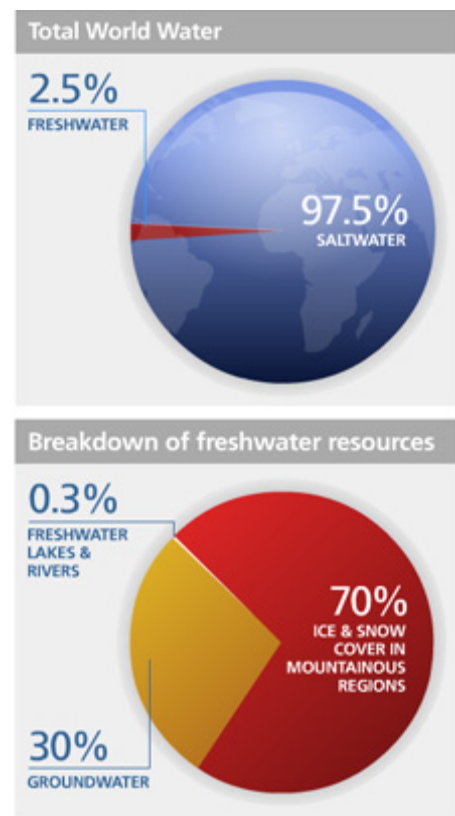 Total World Water
2.5%
FRESHWATER
97.5%
SALTWATER
Breakdown of freshwater resources
0.3%
FRESHWATER
LAKES &
RIVERS
70%
ICE & SNOW
COVER IN
MOUNTAINOUS
REGIONS
30%
GROUNDWATER